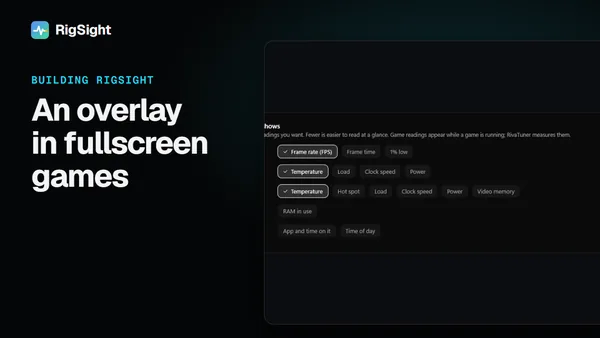 RigSight
BUILDING RIGSIGHT
An overlay
in fullscreen
games
hows
adings you want. Fewer is easier to read at a glance. Game readings appear while a game is running; RivaTuner measures them.
Frame rate (FPS) Frame time 1% low
Temperature Load Clock speed Power
Temperature Hot spot Load Clock speed Power Video memory
RAM in use
App and time on it Time of day